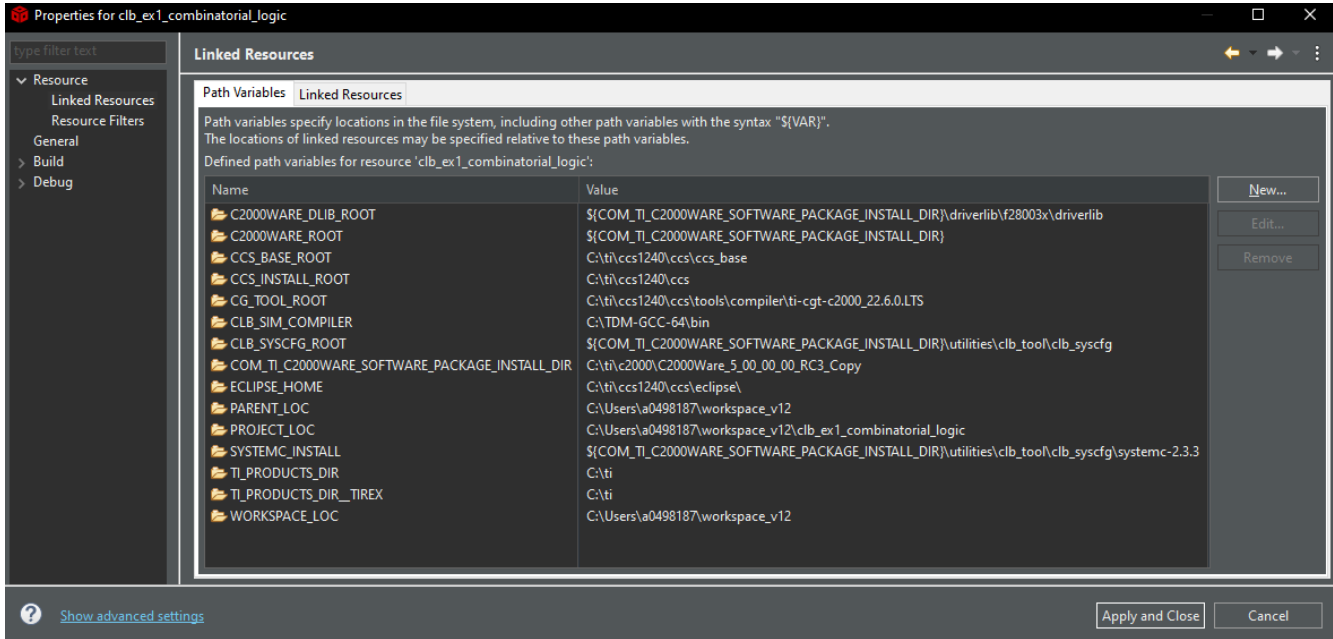 Properties for clb_ex1_combinatorial_logic
type filter text
Resource
Linked Resources
Resource Filters
General
Build
Debug
Linked Resources
Path Variables Linked Resources
Path variables specify locations in the file system, including other path variables with the syntax "${VAR}".
The locations of linked resources may be specified relative to these path variables.
Defined path variables for resource 'clb_ex1_combinatorial_logic':
Name Value
C2000WARE_DLIB_ROOT ${COM_TI_C2000WARE_SOFTWARE_PACKAGE_INSTALL_DIR}\driverlib\f28003x\driverlib
C2000WARE_ROOT ${COM_TI_C2000WARE_SOFTWARE_PACKAGE_INSTALL_DIR}
CCS_BASE_ROOT C:\ti\ccs1240\ccs\ccs_base
CCS_INSTALL_ROOT C:\ti\ccs1240\ccs
CG_TOOL_ROOT C:\ti\ccs1240\ccs\tools\compiler\ti-cgt-c2000_22.6.0.LTS
CLB_SIM_COMPILER C:\TDM-GCC-64\bin
CLB_SYSCFG_ROOT ${COM_TI_C2000WARE_SOFTWARE_PACKAGE_INSTALL_DIR}\utilities\clb_tool\clb_syscfg
COM_TI_C2000WARE_SOFTWARE_PACKAGE_INSTALL_DIR C:\ti\c2000\C2000Ware_5_00_00_00_RC3_Copy
ECLIPSE_HOME C:\ti\ccs1240\ccs\eclipse\
PARENT_LOC C:\Users\a0498187\workspace_v12
PROJECT_LOC C:\Users\a0498187\workspace_v12\clb_ex1_combinatorial_logic
SYSTEMC_INSTALL ${COM_TI_C2000WARE_SOFTWARE_PACKAGE_INSTALL_DIR}\utilities\clb_tool\clb_syscfg\systemc-2.3.3
TI_PRODUCTS_DIR C:\ti
TI_PRODUCTS_DIR__TIREX C:\ti
WORKSPACE_LOC C:\Users\a0498187\workspace_v12
New...
Edit...
Remove
Show advanced settings
Apply and Close Cancel